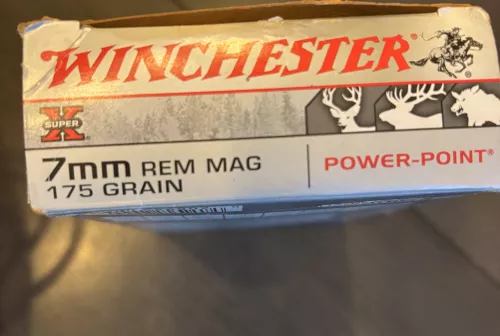 WINCHESTER®
SUPER X®
7mm REM MAG
175 GRAIN
POWER-POINT®